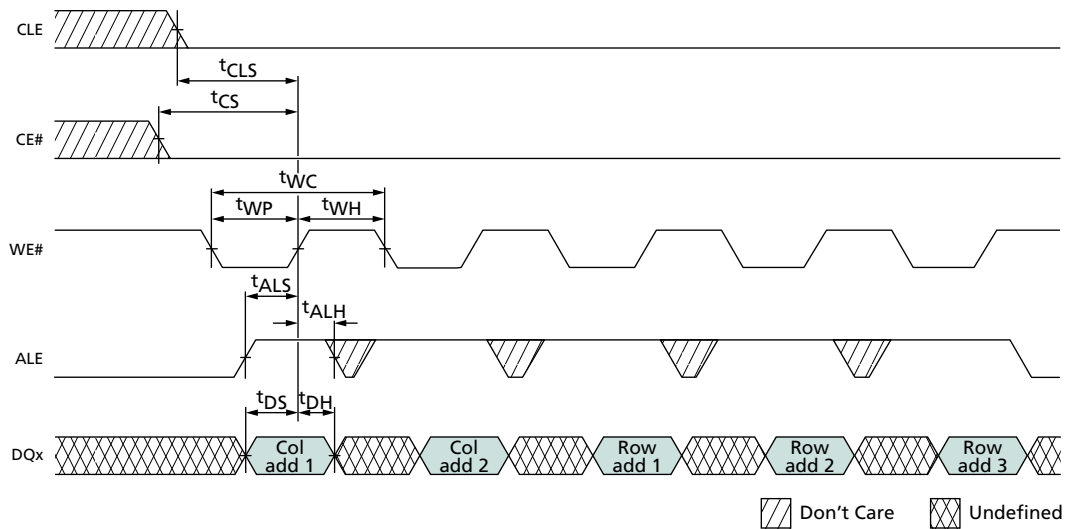 CLE
tCLS
tCS
CE#
tWC
tWP
tWH
WE#
tALS
tALH
ALE
tDS
tDH
DQx
Col
add 1
Col
add 2
Row
add 1
Row
add 2
Row
add 3
Don't Care
Undefined